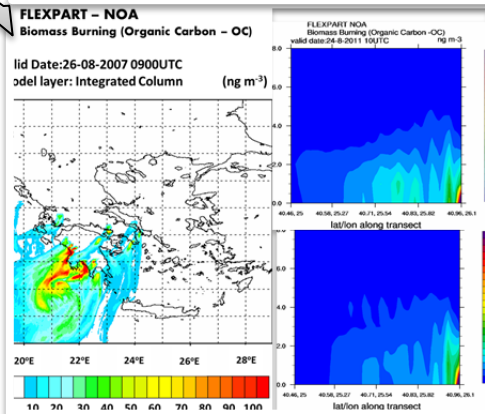 FLEXPART – NOA
Biomass Burning (Organic Carbon – OC)
lid Date:26-08-2007 0900UTC
odel layer: Integrated Column (ng m-3)
20°E 22°E 24°E 26°E 28°E
10 20 30 40 50 60 70 80 90 100
FLEXPART NOA
Biomass Burning (Organic Carbon -OC)
valid date:24-8-2011 10UTC ng m-3
8.0
6.0
4.0
2.0
0.0
40.46, 25 40.58, 25.27 40.71, 25.54 40.83, 25.82 40.96, 26.1
lat/lon along transect
6.0
4.0
2.0
0.0
40.46, 25 40.58, 25.27 40.71, 25.54 40.83, 25.82 40.96, 26.1
lat/lon along transect